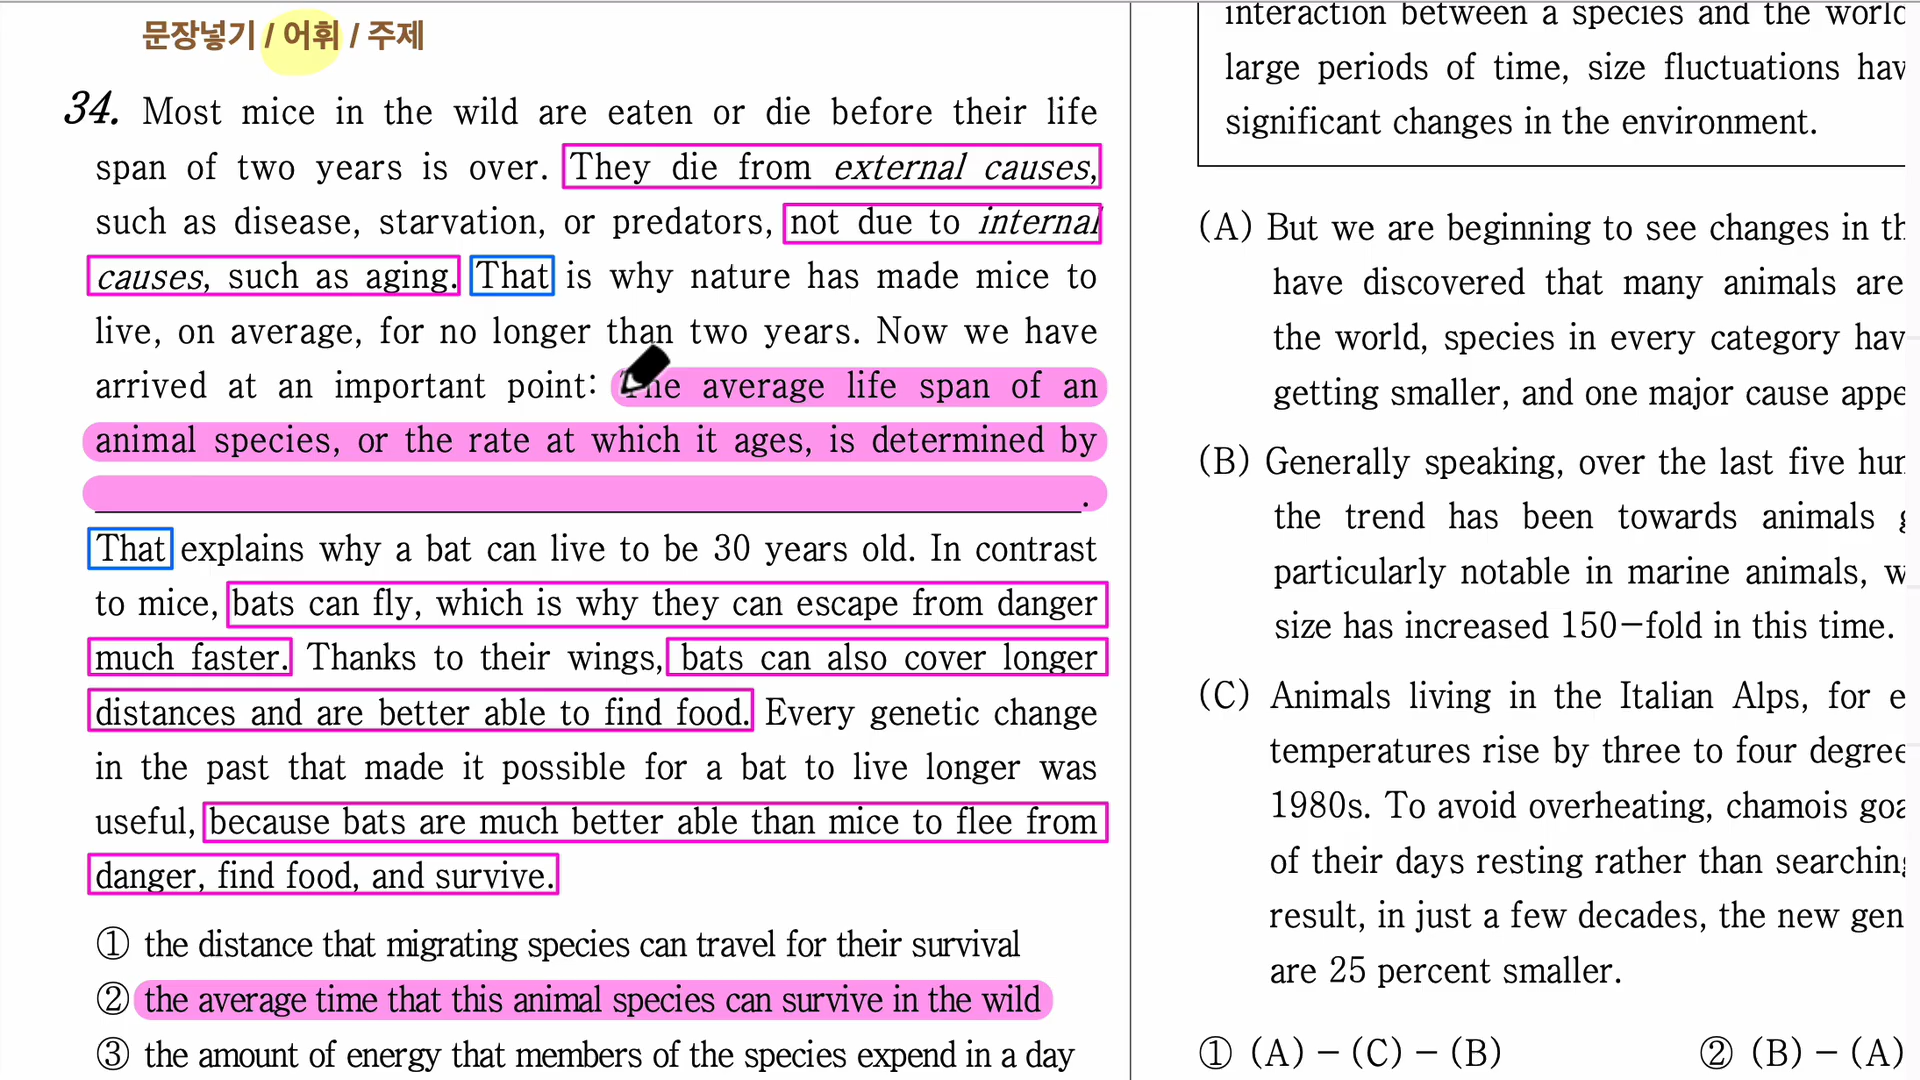 문장넣기 / 어휘 / 주제
34. Most mice in the wild are eaten or die before their life
span of two years is over. They die from external causes,
such as disease, starvation, or predators, not due to internal
causes, such as aging. That is why nature has made mice to
live, on average, for no longer than two years. Now we have
arrived at an important point: The average life span of an
animal species, or the rate at which it ages, is determined by
.
That explains why a bat can live to be 30 years old. In contrast
to mice, bats can fly, which is why they can escape from danger
much faster. Thanks to their wings, bats can also cover longer
distances and are better able to find food. Every genetic change
in the past that made it possible for a bat to live longer was
useful, because bats are much better able than mice to flee from
danger, find food, and survive.
① the distance that migrating species can travel for their survival
② the average time that this animal species can survive in the wild
③ the amount of energy that members of the species expend in a day
interaction between a species and the
large periods of time, size fluctuations
significant changes in the environment.
(A) But we are beginning to see changes in
have discovered that many animals are
the world, species in every category
getting smaller, and one major cause
(B) Generally speaking, over the last five
the trend has been towards animals
particularly notable in marine animals,
size has increased 150-fold in this time.
(C) Animals living in the Italian Alps, for
temperatures rise by three to four
1980s. To avoid overheating, chamois
of their days resting rather than
result, in just a few decades, the new
are 25 percent smaller.
① (A) - (C) - (B)
② (B) - (A)